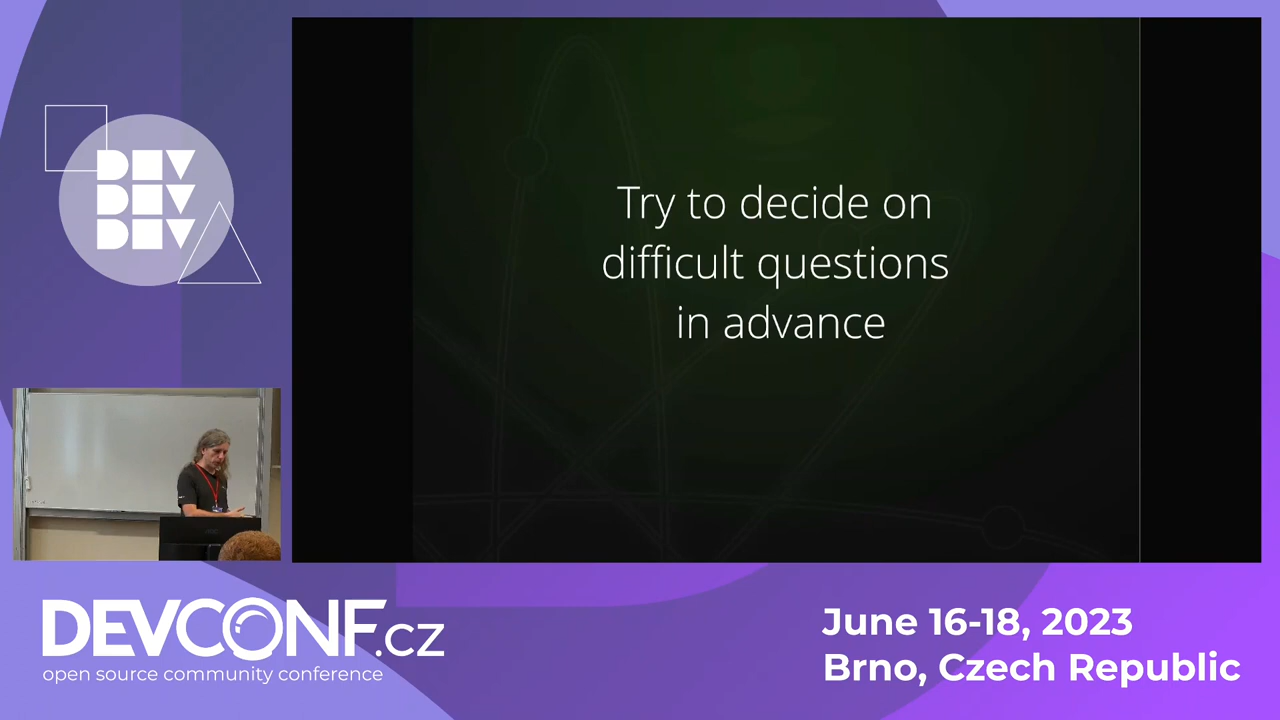 DEV
DEV
DEV
Try to decide on
difficult questions
in advance
DEVCONF.cz
open source community conference
June 16-18, 2023
Brno, Czech Republic